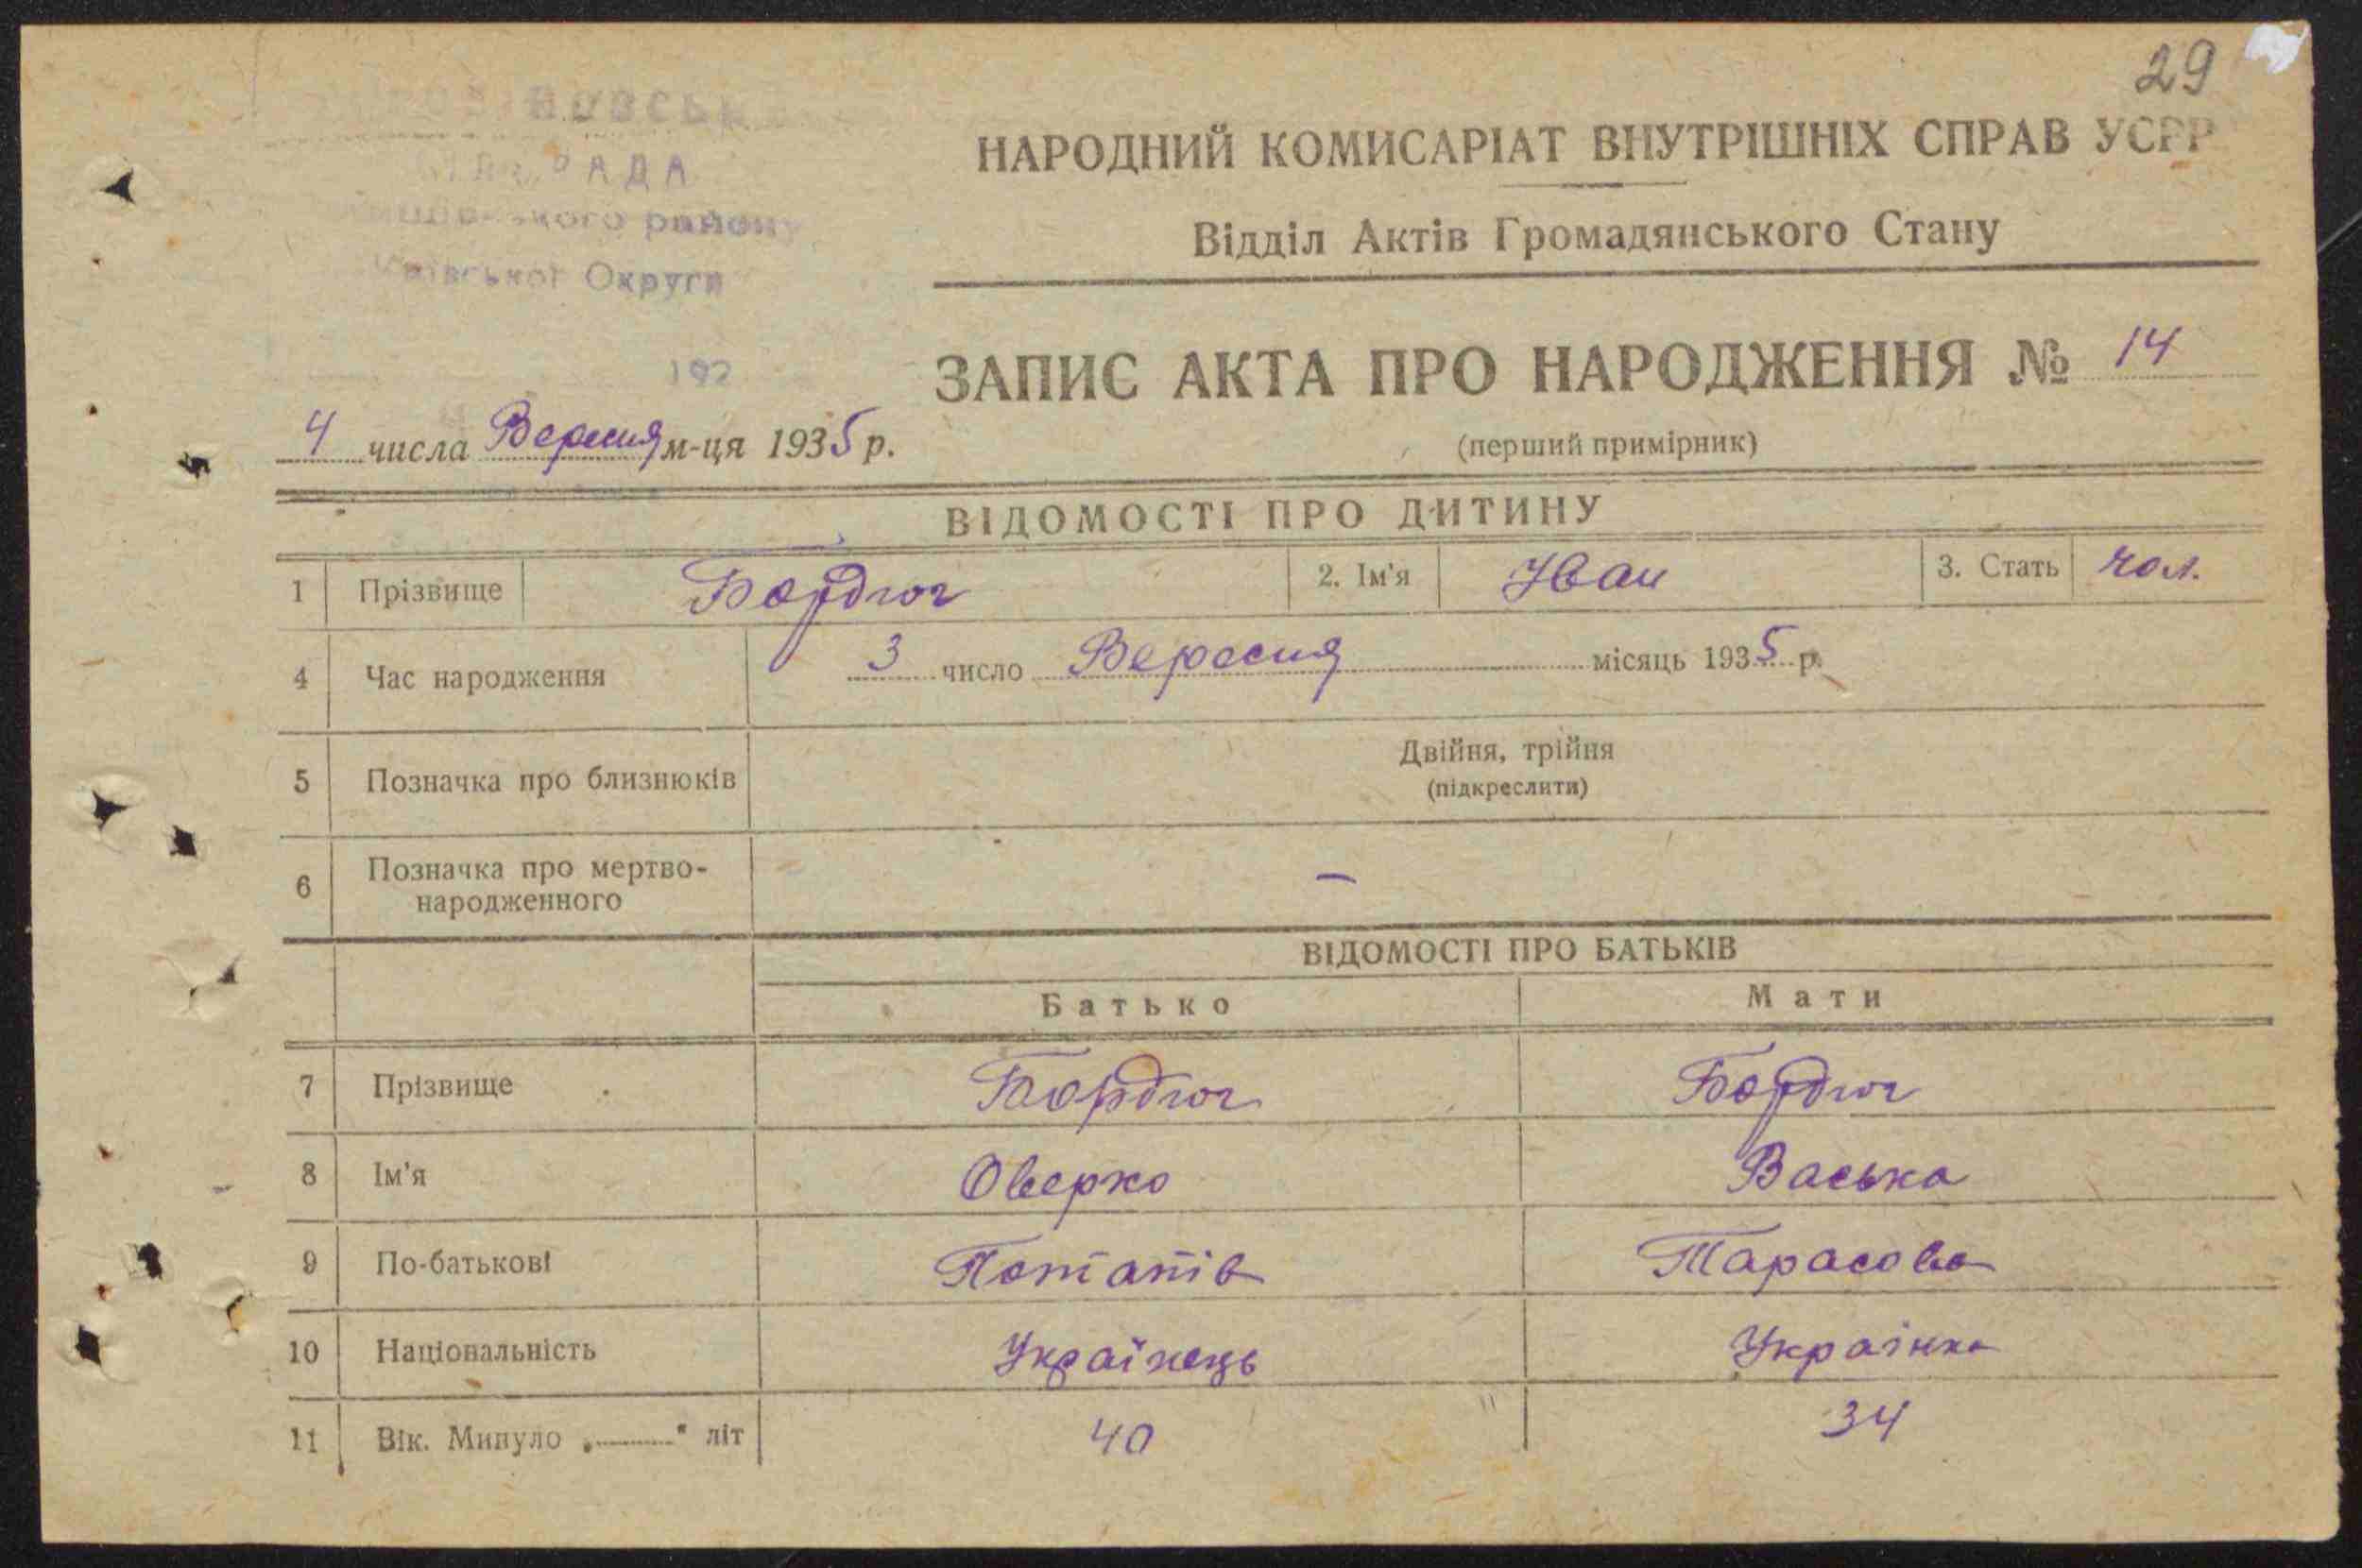 29
НАРОДНИЙ КОМИСАРІАТ ВНУТРІШНІХ СПРАВ УСРР
РАДА
району
Округи
Відділ Актів Громадянського Стану
192
ЗАПИС АКТА ПРО НАРОДЖЕННЯ № 14
4 числа Вересня м-ця 1935 р.
(перший примірник)
ВІДОМОСТІ ПРО ДИТИНУ
1 Прізвище Бордюг 2. Ім'я Іван 3. Стать чол.
4 Час народження 3 число Вересня місяць 1935 р.
5 Позначка про близнюків Двійня, трійня
(підкреслити)
6 Позначка про мертво-
народженного —
ВІДОМОСТІ ПРО БАТЬКІВ
Батько Мати
7 Прізвище Бордюг Бордюг
8 Ім'я Оверко Васька
9 По-батькові Потапів Тарасова
10 Національність Українець Українка
11 Вік. Минуло „ " літ 40 34